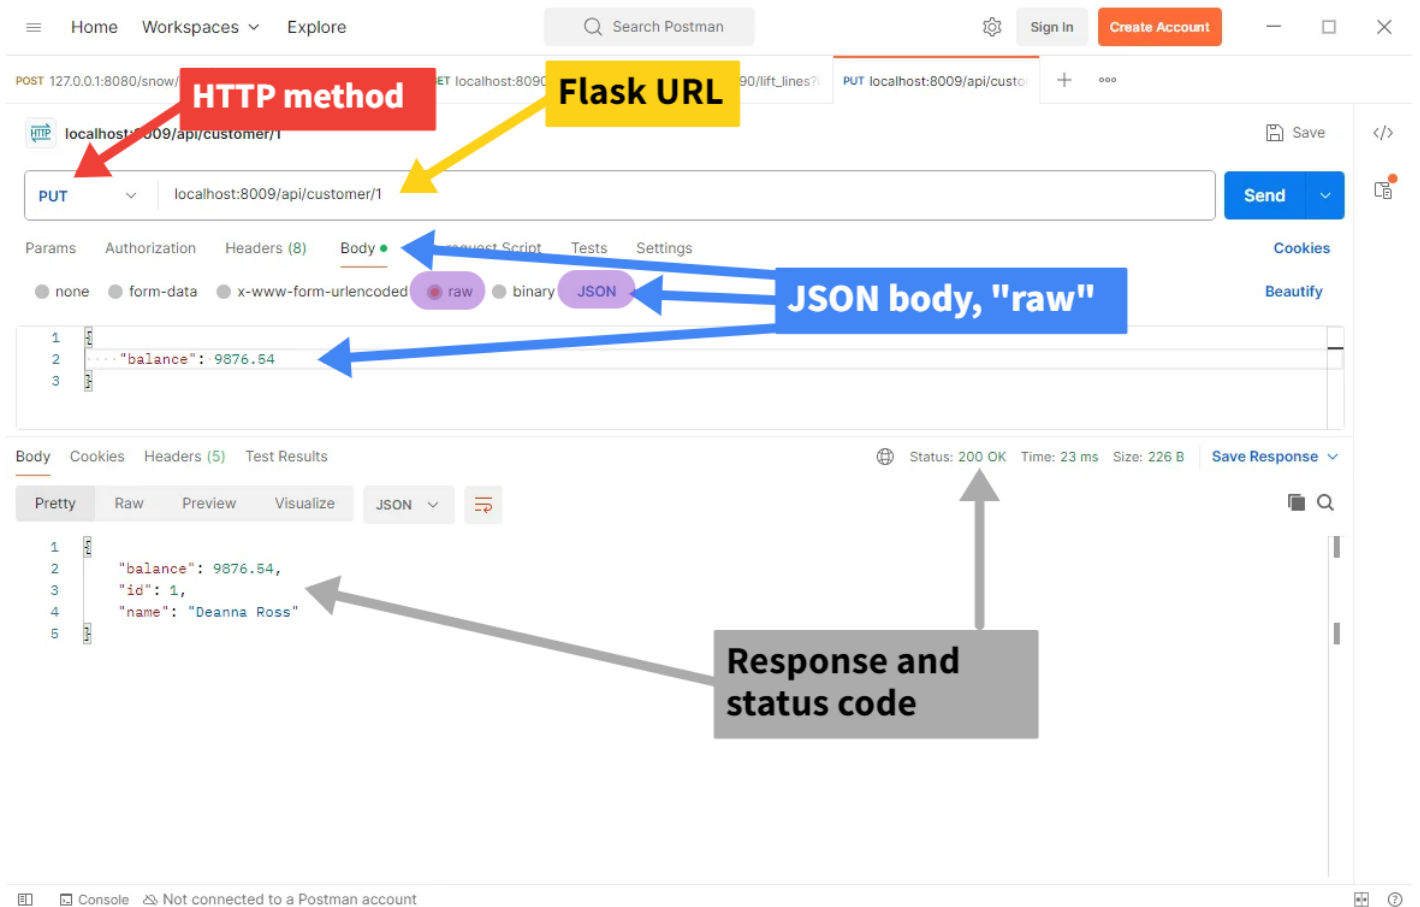 Home Workspaces Explore Search Postman Sign In Create Account
POST 127.0.0.1:8080/snow/ GET localhost:8090 90/lift_lines? PUT localhost:8009/api/custo
HTTP method
Flask URL
HTTP localhost:8009/api/customer/1 Save
PUT localhost:8009/api/customer/1 Send
Params Authorization Headers (8) Body request Script Tests Settings Cookies
none form-data x-www-form-urlencoded raw binary JSON Beautify
JSON body, "raw"
1 {
2 "balance": 9876.54
3 }
Body Cookies Headers (5) Test Results Status: 200 OK Time: 23 ms Size: 226 B Save Response
Pretty Raw Preview Visualize JSON
1 {
2 "balance": 9876.54,
3 "id": 1,
4 "name": "Deanna Ross"
5 }
Response and
status code
Console Not connected to a Postman account